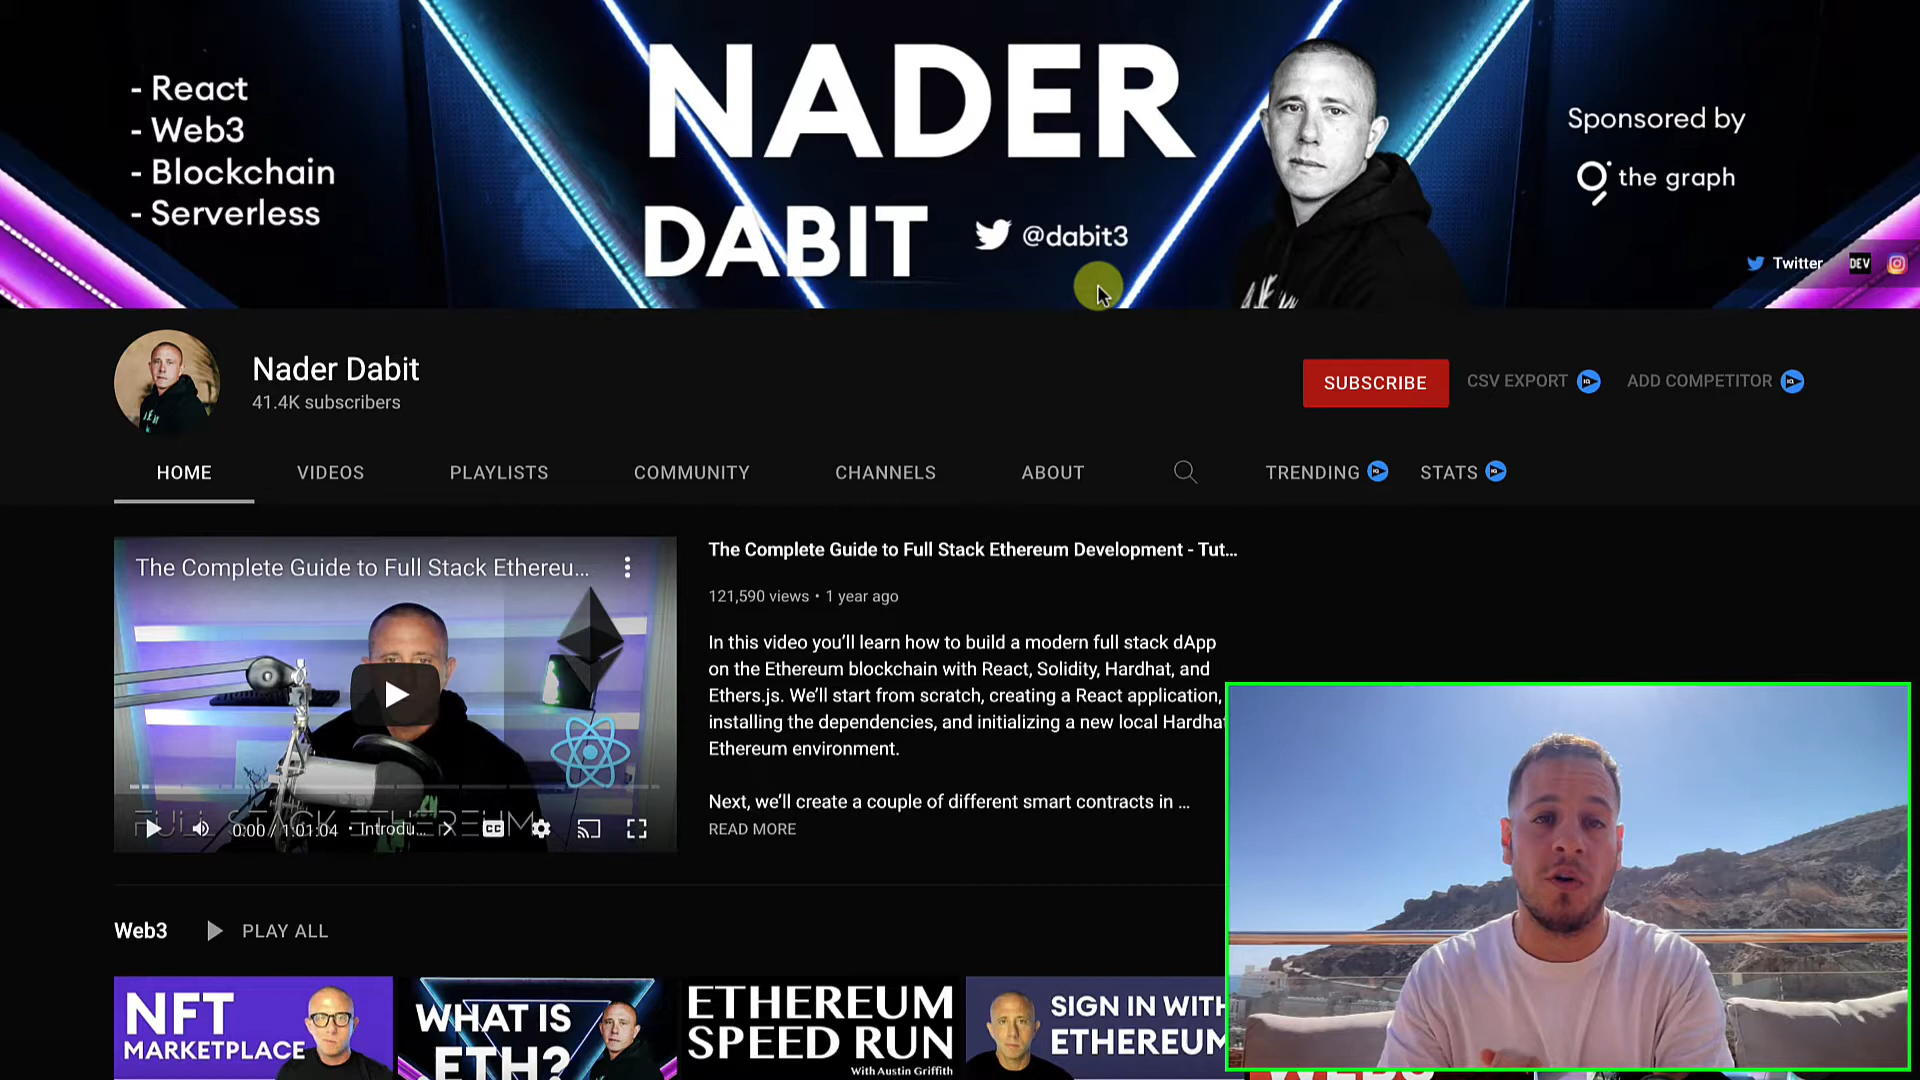 - React
- Web3
- Blockchain
- Serverless
NADER
DABIT
@dabit3
Sponsored by
the graph
Twitter
DEV
Nader Dabit
41.4K subscribers
SUBSCRIBE
CSV EXPORT
ADD COMPETITOR
HOME
VIDEOS
PLAYLISTS
COMMUNITY
CHANNELS
ABOUT
TRENDING
STATS
The Complete Guide to Full Stack Ethereu...
FULL STACK ETHEREUM
0:00 / 1:01:04 • Introdu...
CC
The Complete Guide to Full Stack Ethereum Development - Tut...
121,590 views • 1 year ago
In this video you’ll learn how to build a modern full stack dApp
on the Ethereum blockchain with React, Solidity, Hardhat, and
Ethers.js. We’ll start from scratch, creating a React application,
installing the dependencies, and initializing a new local Hardhat
Ethereum environment.
Next, we’ll create a couple of different smart contracts in ...
READ MORE
Web3
PLAY ALL
NFT
MARKETPLACE
WHAT IS
ETH?
ETHEREUM
SPEED RUN
With Austin Griffith
SIGN IN WITH
ETHEREUM